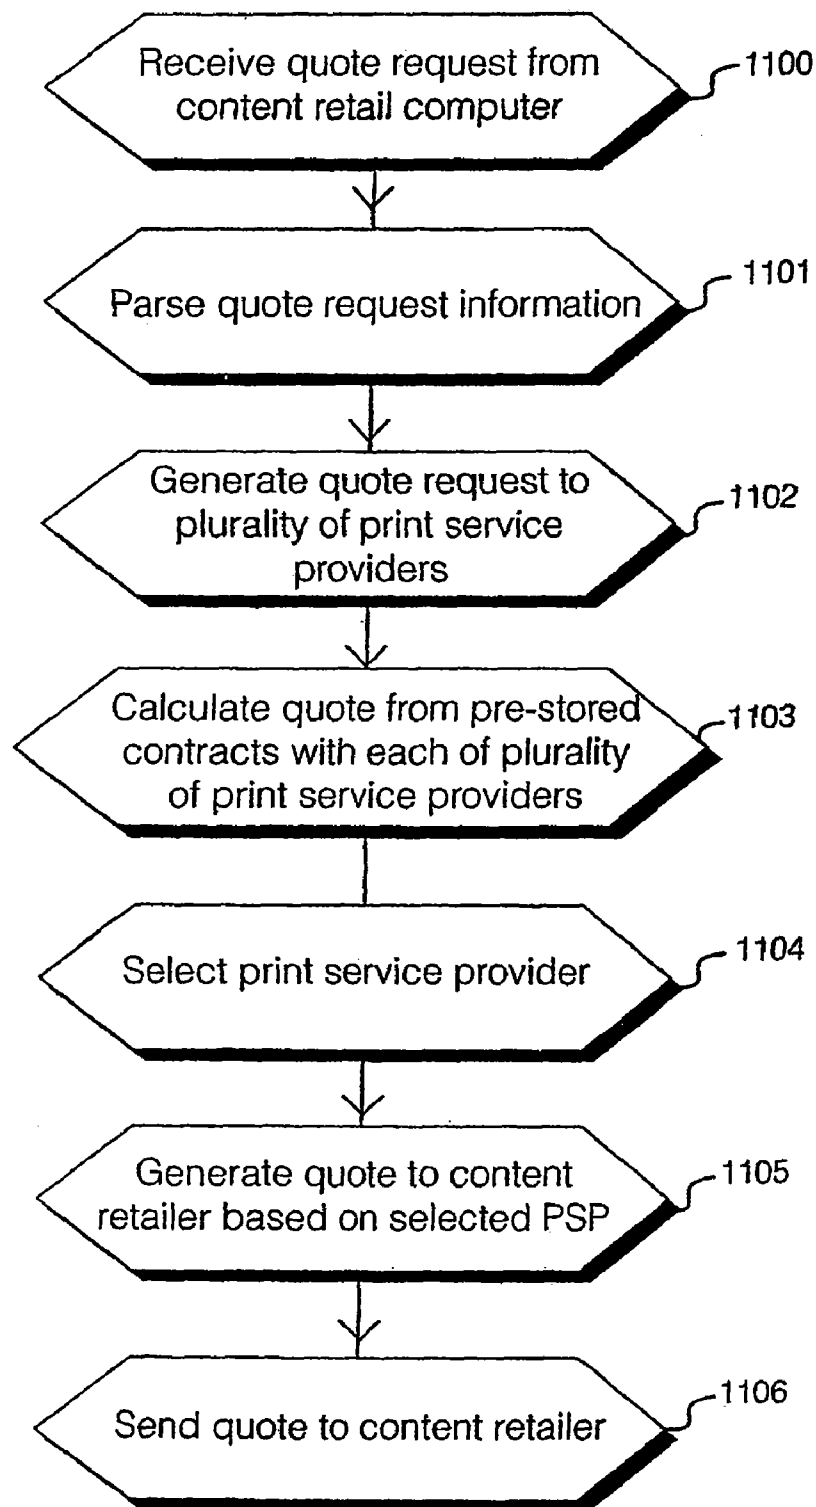 Receive quote request from
content retail computer
1100
Parse quote request information
1101
Generate quote request to
plurality of print service
providers
1102
Calculate quote from pre-stored
contracts with each of plurality
of print service providers
1103
Select print service provider
1104
Generate quote to content
retailer based on selected PSP
1105
Send quote to content retailer
1106